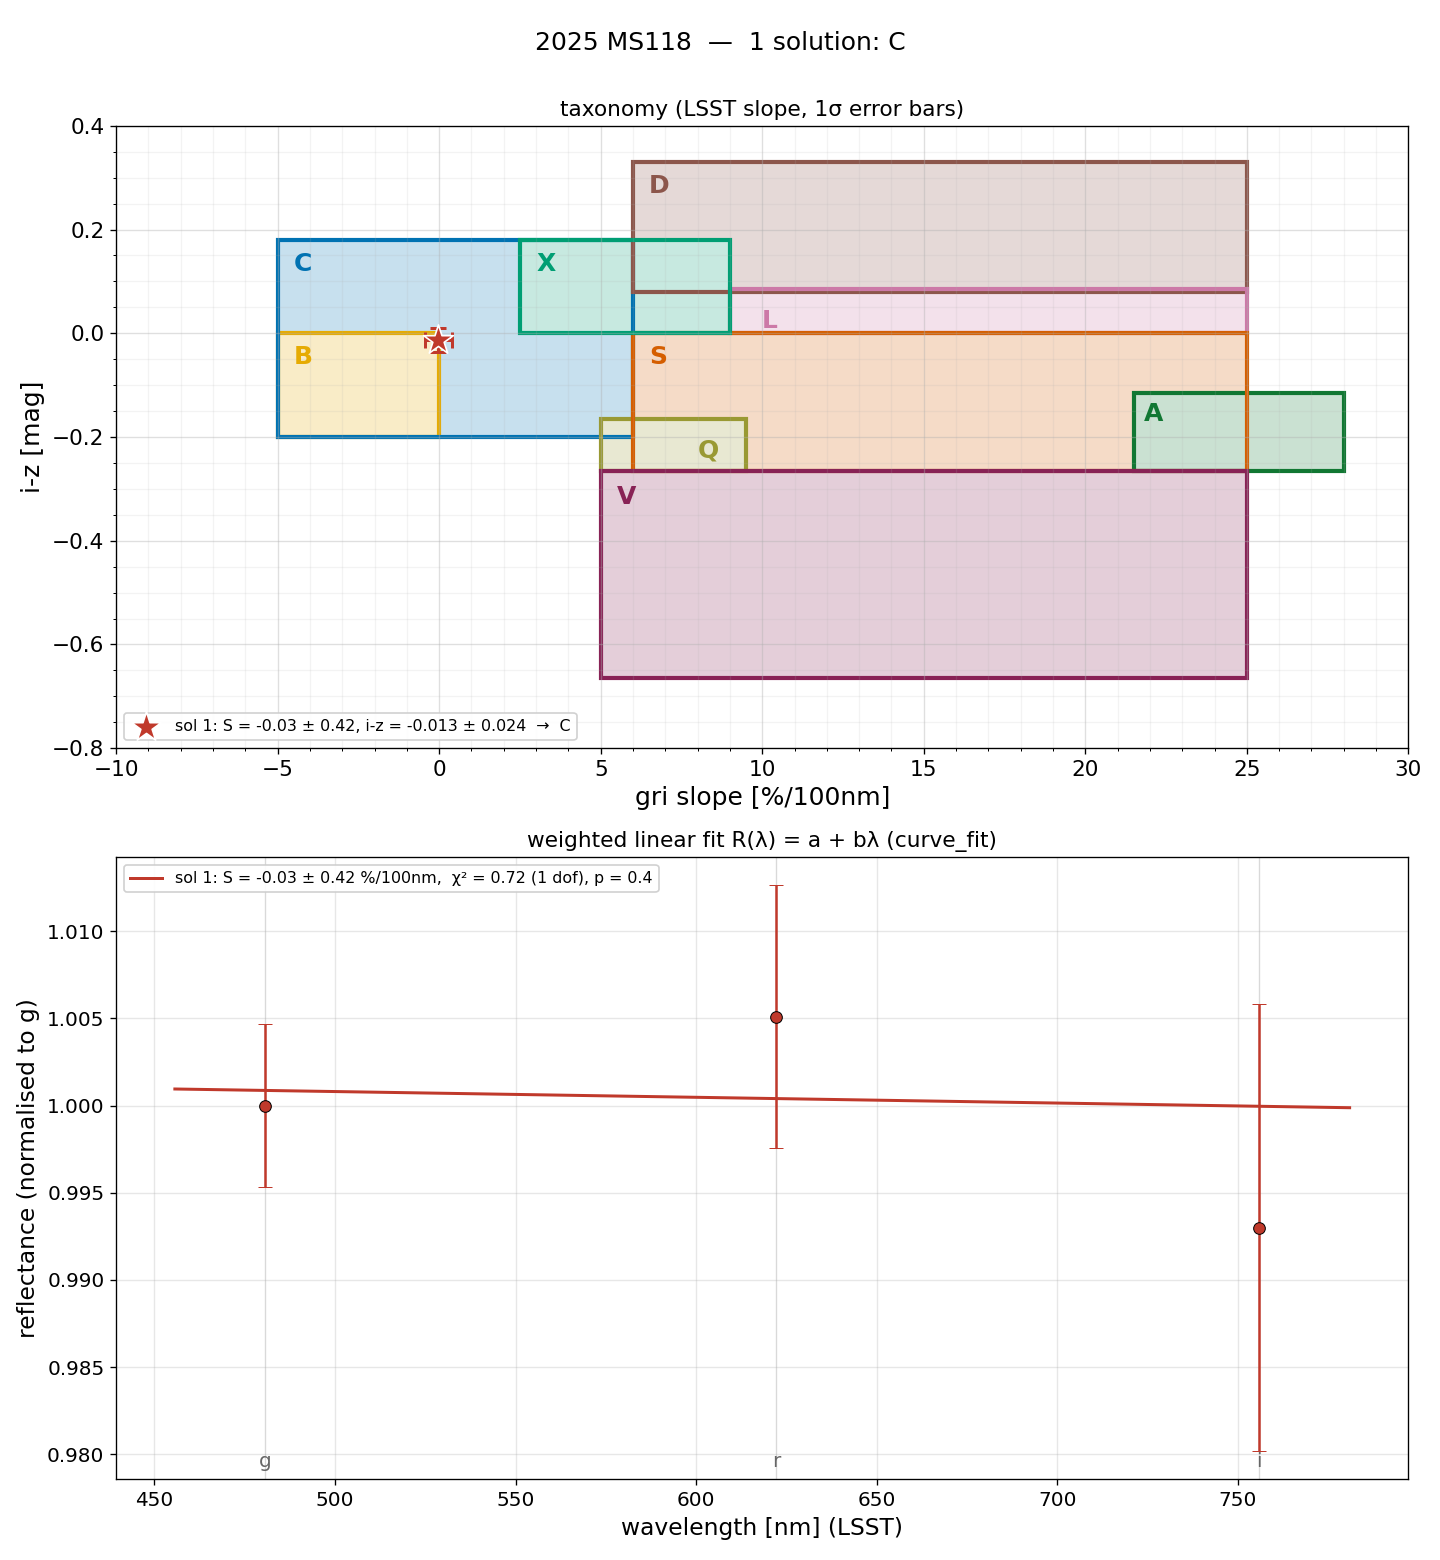 2025 MS118 — 1 solution: C
taxonomy (LSST slope, 1σ error bars)
i-z [mag]
0.4
0.2
0.0
−0.2
−0.4
−0.6
−0.8
D
C
X
L
B
S
A
Q
V
sol 1: S = -0.03 ± 0.42, i-z = -0.013 ± 0.024 → C
−10 −5 0 5 10 15 20 25 30
gri slope [%/100nm]
weighted linear fit R(λ) = a + bλ (curve_fit)
sol 1: S = -0.03 ± 0.42 %/100nm, χ² = 0.72 (1 dof), p = 0.4
reflectance (normalised to g)
1.010
1.005
1.000
0.995
0.990
0.985
0.980
g r i
450 500 550 600 650 700 750
wavelength [nm] (LSST)